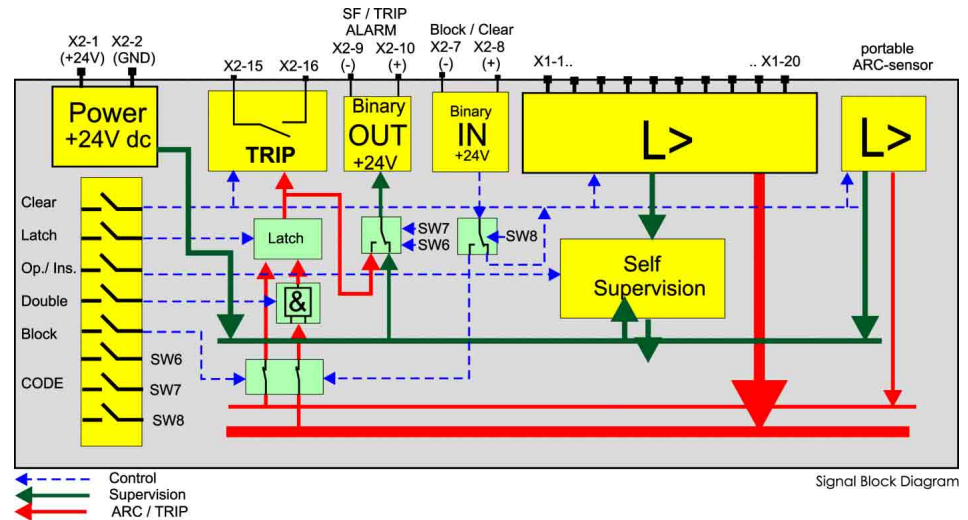 SF / TRIP
ALARM
Block / Clear
X2-1
X2-2
(+24V)
(GND)
X2-15
X2-16
X2-9
X2-10
(-)
(+)
X2-7
X2-8
(-)
(+)
X1-1..
.. X1-20
portable
ARC-sensor
Power
+24V dc
TRIP
Binary
OUT
+24V
Binary
IN
+24V
L>
L>
Clear
Latch
Op./ Ins.
Double
Block
CODE
SW6
SW7
SW8
Latch
&
SW7
SW6
SW8
Self
Supervision
Control
Supervision
ARC / TRIP
Signal Block Diagram